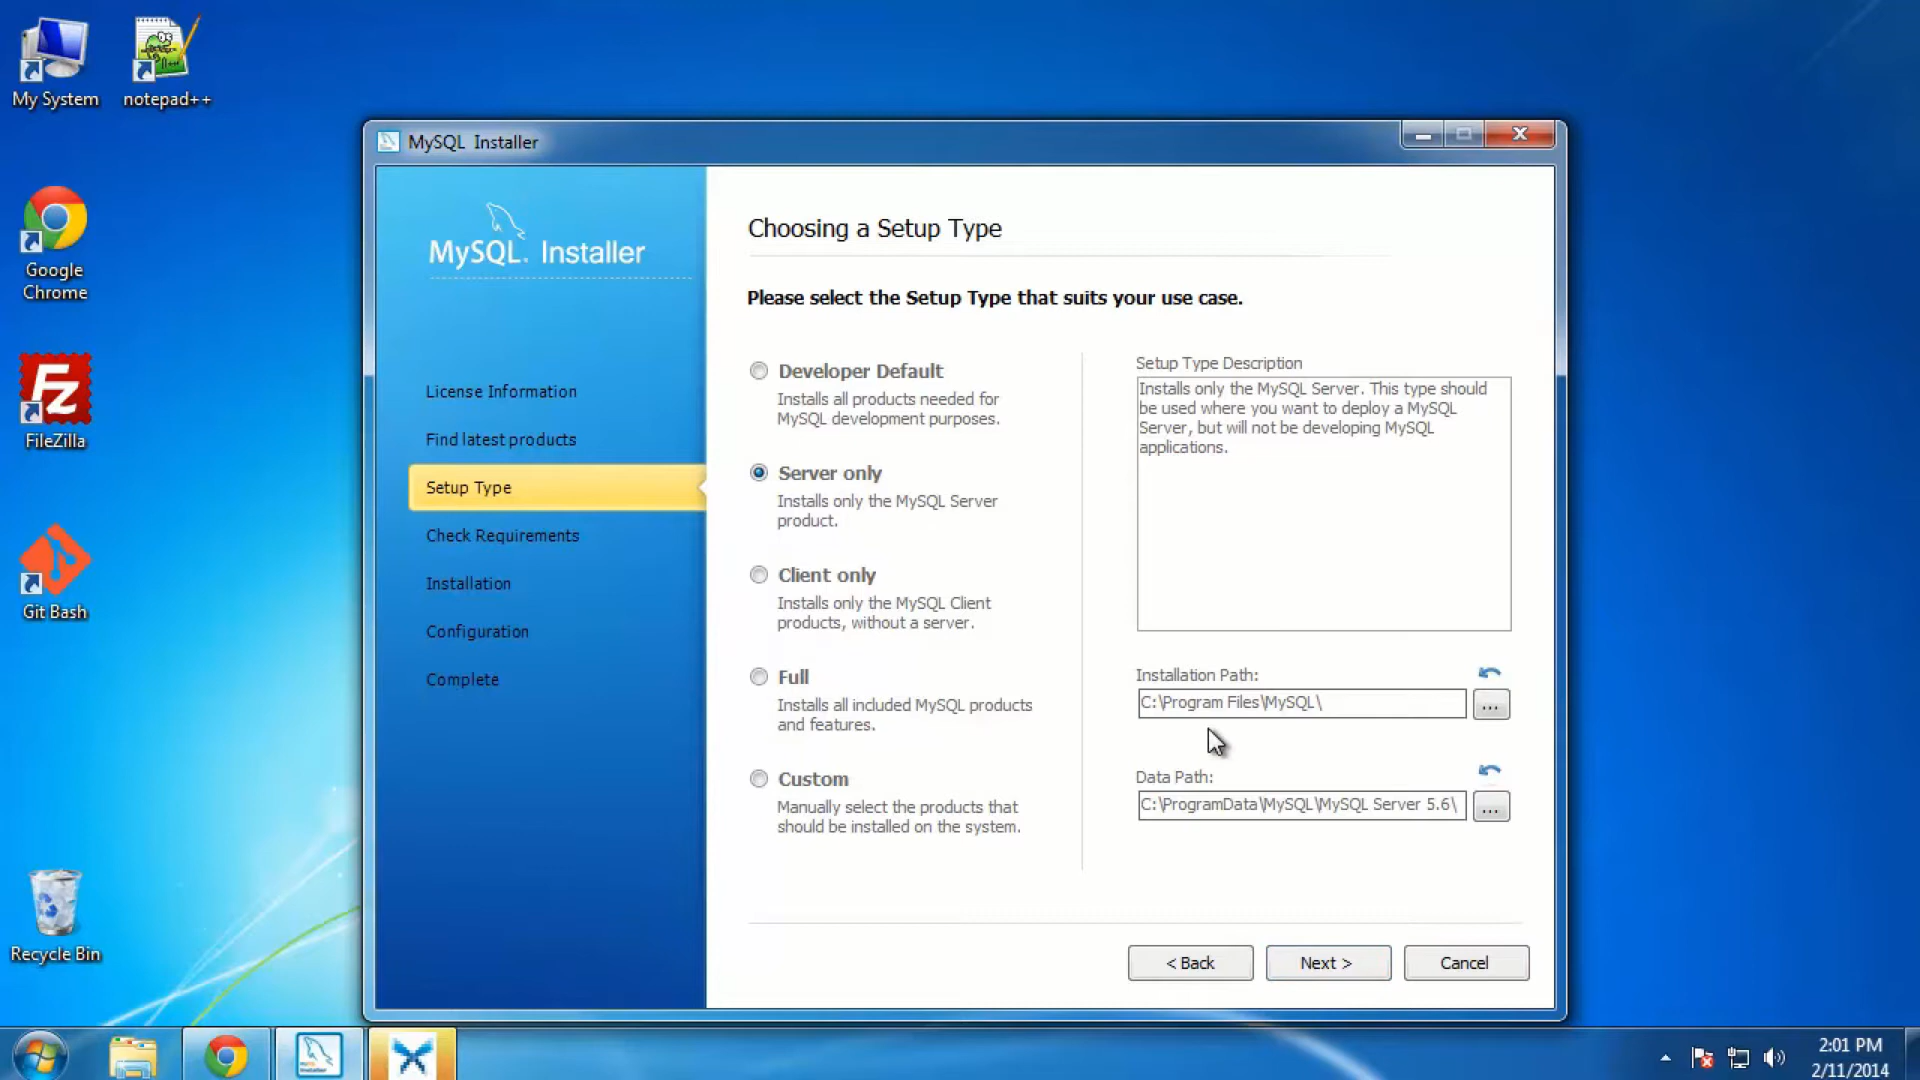 My System
notepad++
Google
Chrome
FileZilla
Git Bash
Recycle Bin
MySQL Installer
MySQL. Installer
License Information
Find latest products
Setup Type
Check Requirements
Installation
Configuration
Complete
Choosing a Setup Type
Please select the Setup Type that suits your use case.
Developer Default
Installs all products needed for
MySQL development purposes.
Server only
Installs only the MySQL Server
product.
Client only
Installs only the MySQL Client
products, without a server.
Full
Installs all included MySQL products
and features.
Custom
Manually select the products that
should be installed on the system.
Setup Type Description
Installs only the MySQL Server. This type should
be used where you want to deploy a MySQL
Server, but will not be developing MySQL
applications.
Installation Path:
C:\Program Files\MySQL\
...
Data Path:
C:\ProgramData\MySQL\MySQL Server 5.6\
...
< Back
Next >
Cancel
2:01 PM
2/11/2014